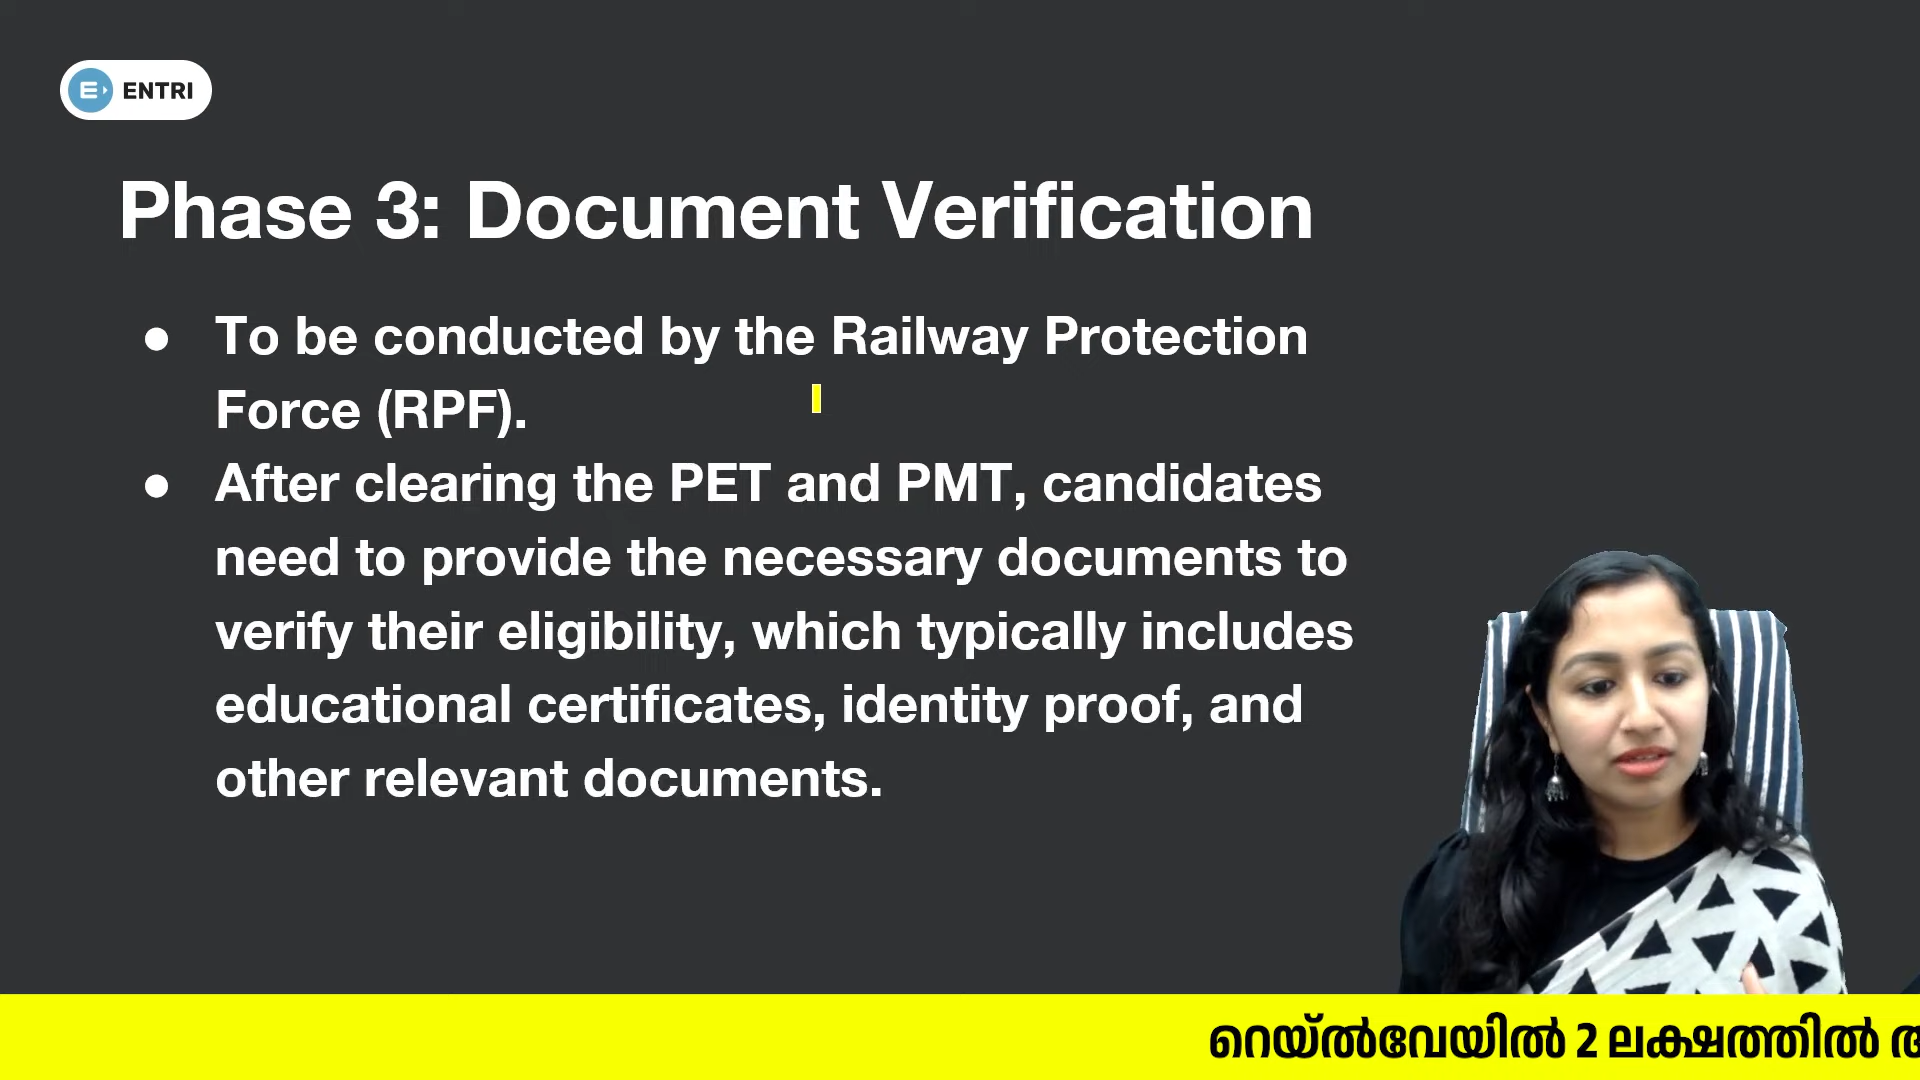 ENTRI
Phase 3: Document Verification
● To be conducted by the Railway Protection
Force (RPF).
● After clearing the PET and PMT, candidates
need to provide the necessary documents to
verify their eligibility, which typically includes
educational certificates, identity proof, and
other relevant documents.
റെയ്ൽവേയിൽ 2 ലക്ഷത്തിൽ